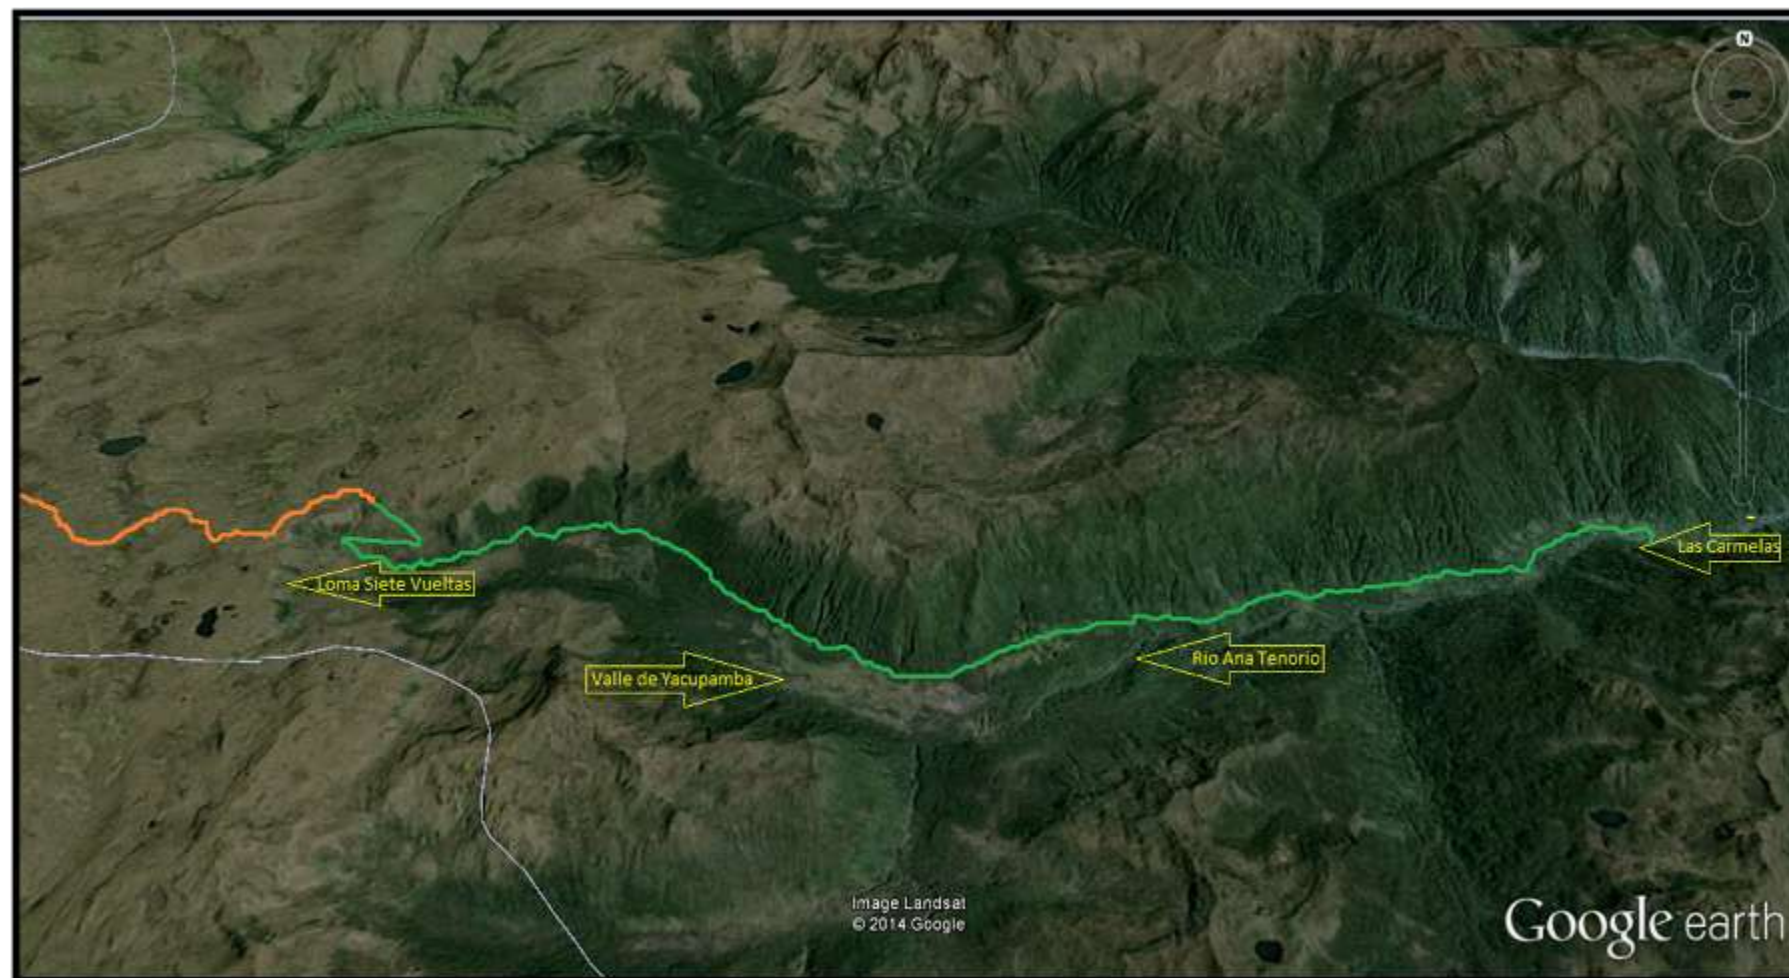 N
Las Carmelas
Loma Siete Vueltas
Rio Ana Tenorio
Valle de Yacupamba
Image Landsat
© 2014 Google
Google earth